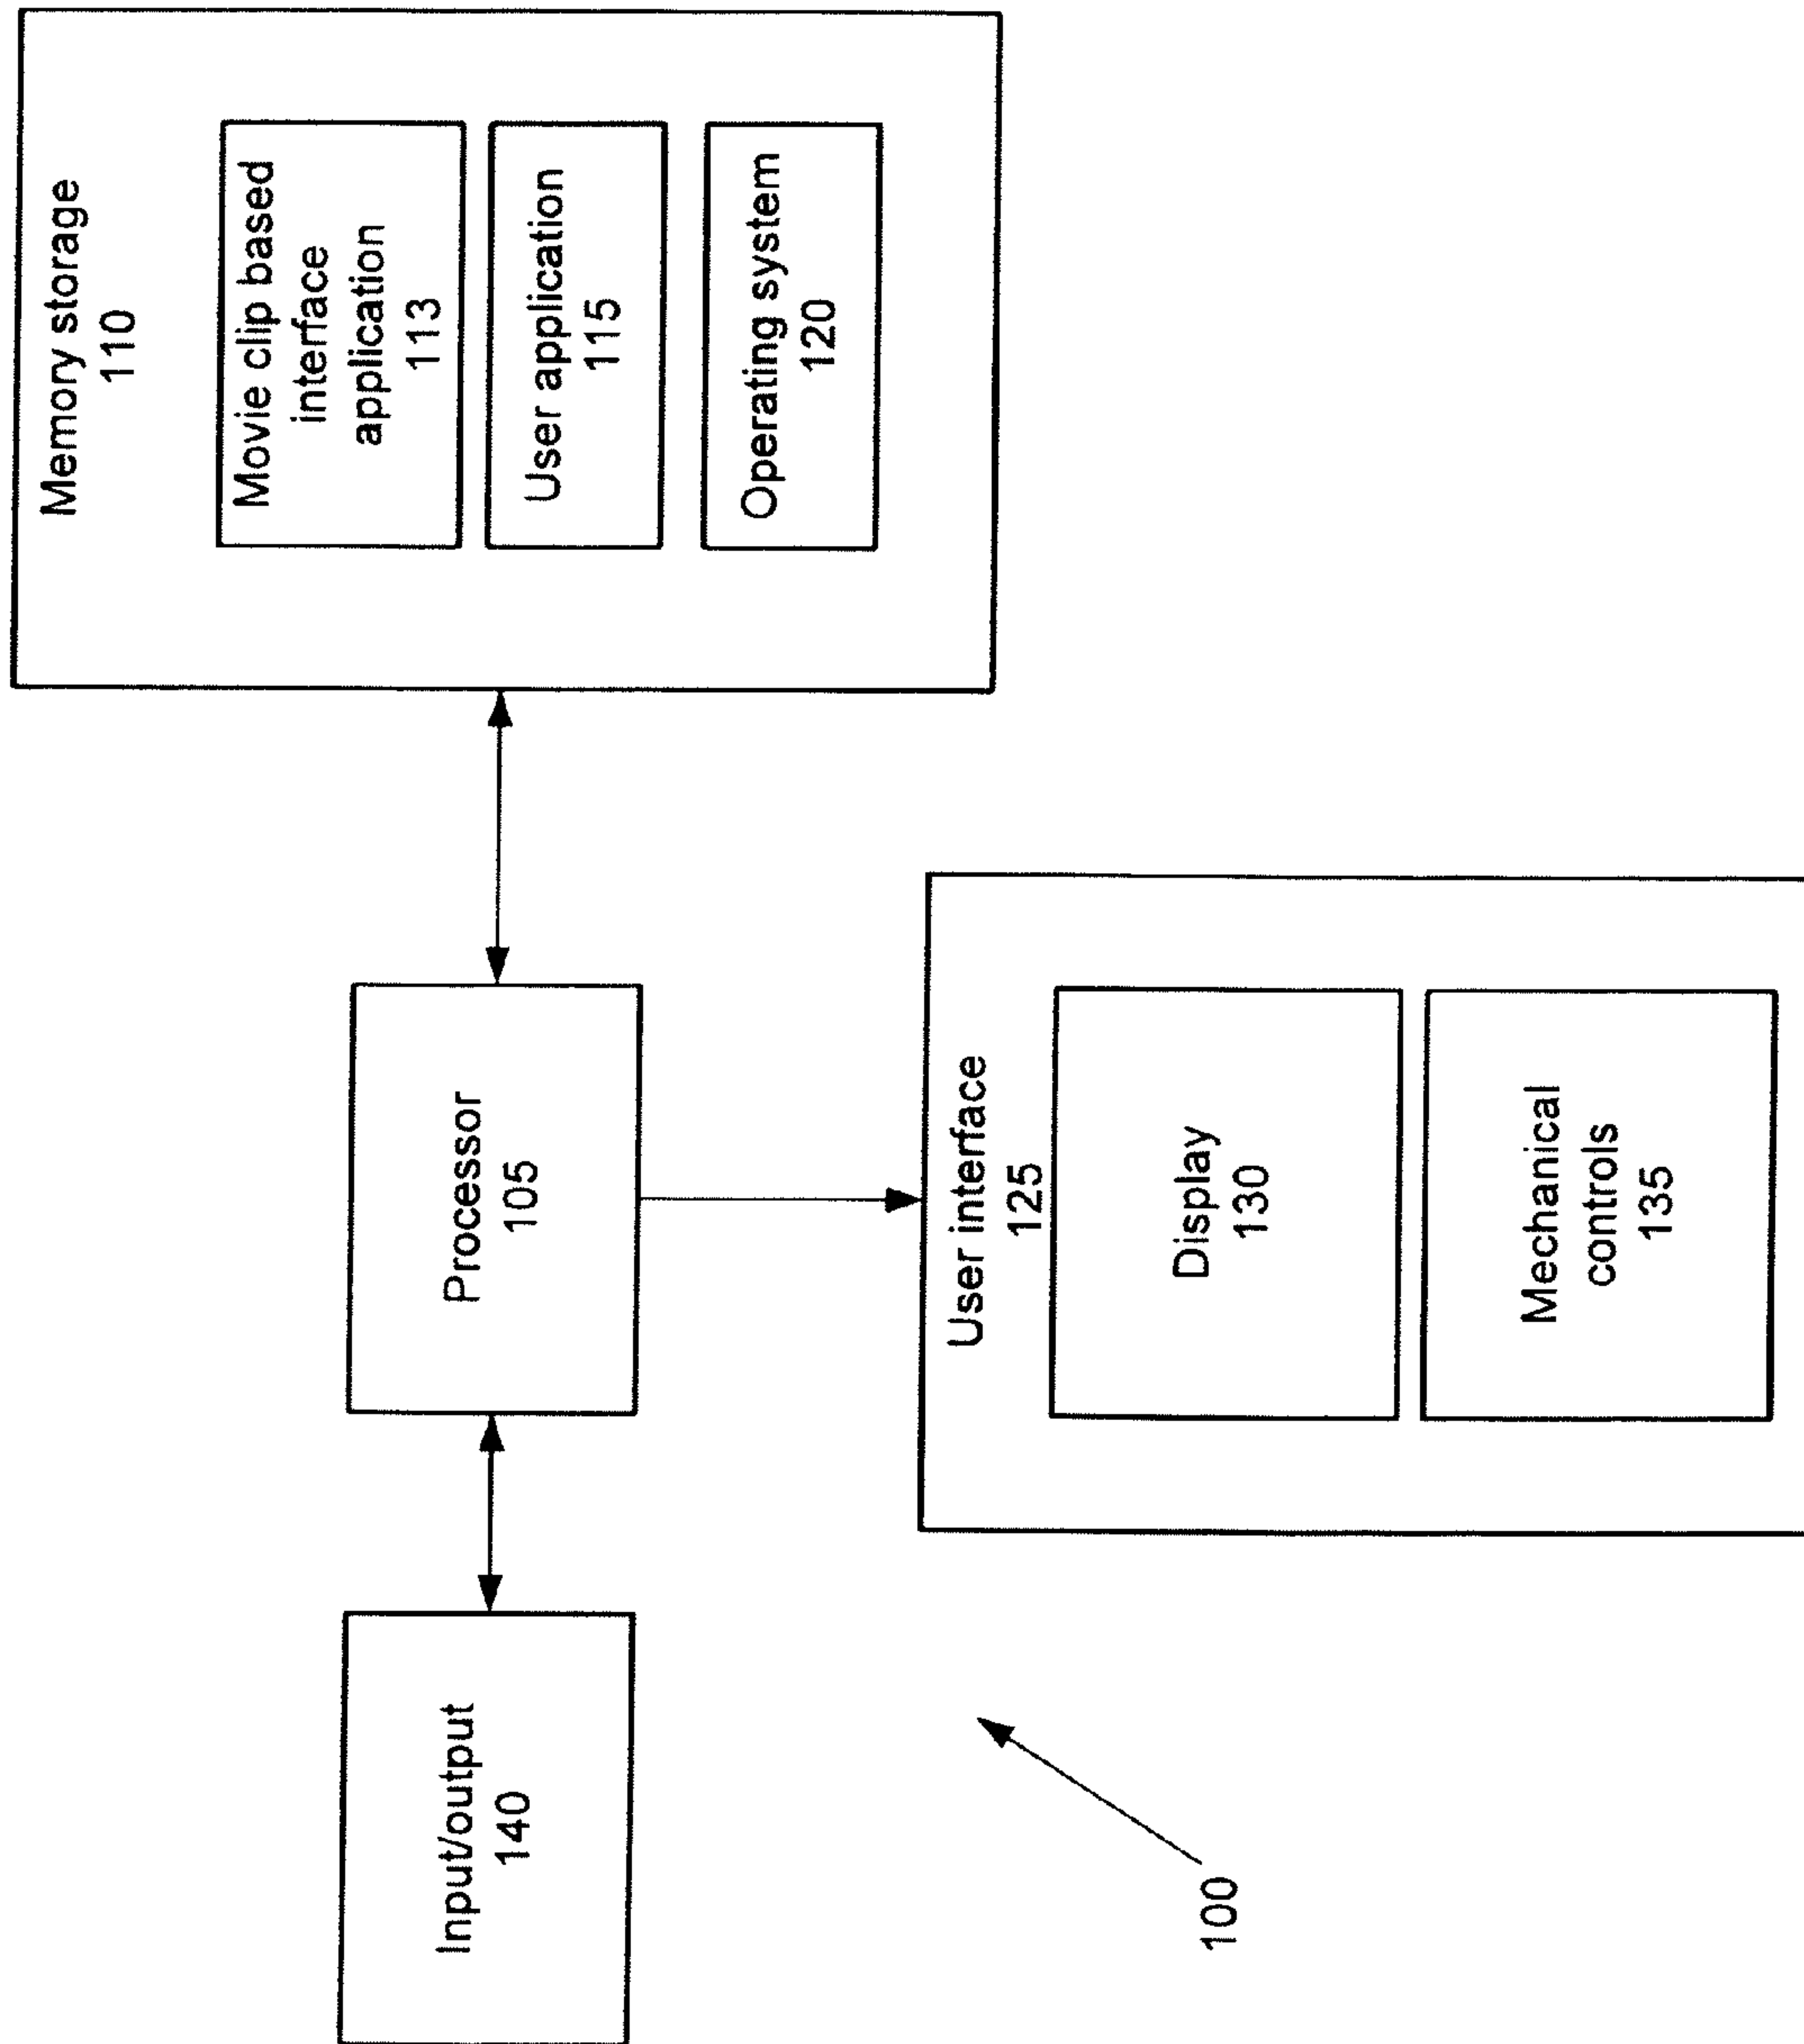 Memory storage
110
Movie clip based
interface
application
113
User application
115
Operating system
120
Processor
105
Input/output
140
User interface
125
Display
130
Mechanical
controls
135
100